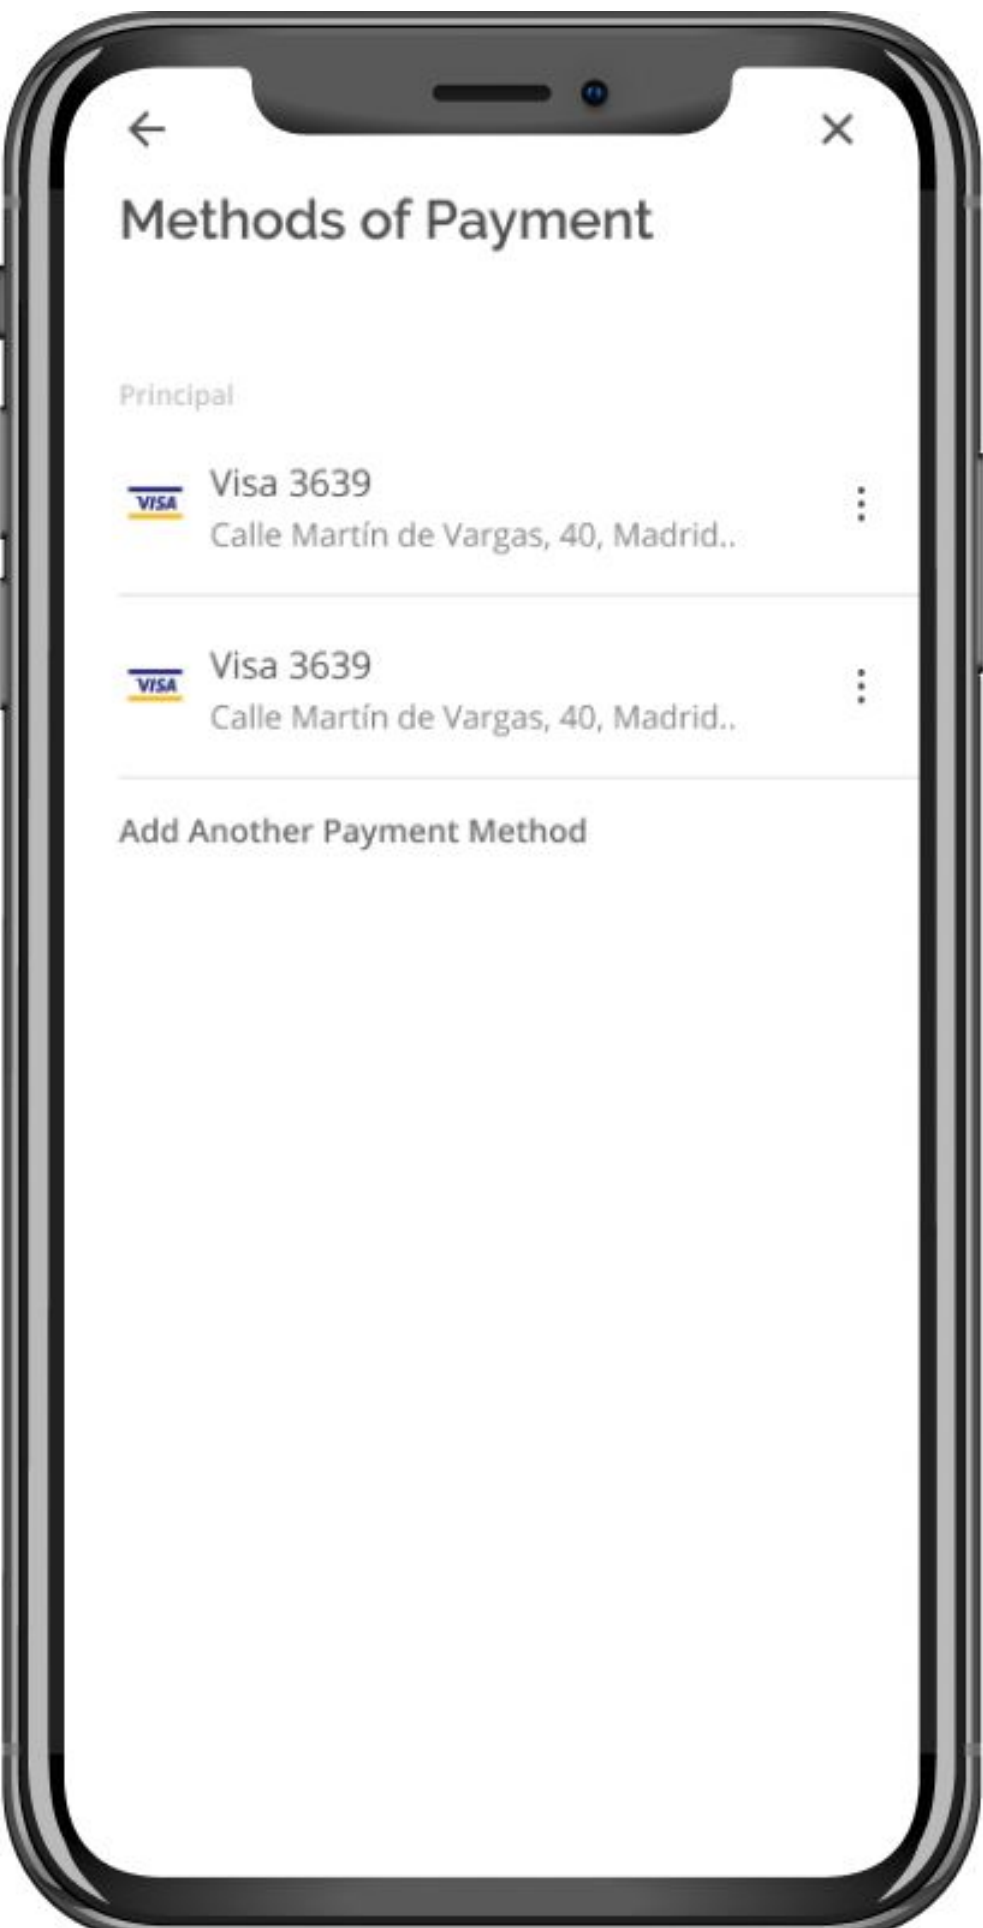 Methods of Payment
Principal
VISA
Visa 3639
Calle Martín de Vargas, 40, Madrid..
VISA
Visa 3639
Calle Martín de Vargas, 40, Madrid..
Add Another Payment Method